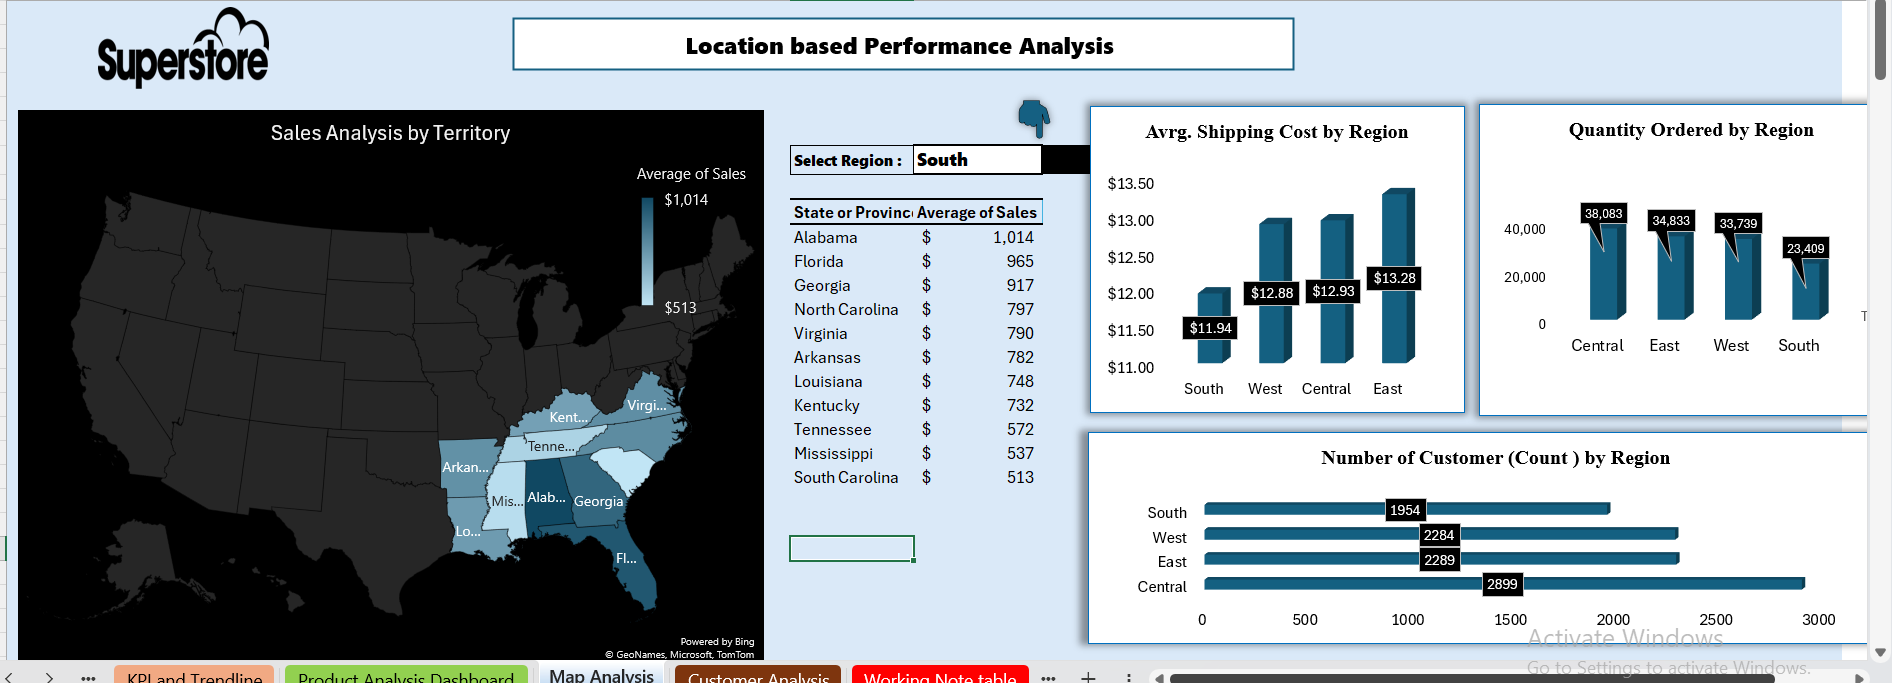 Superstore
Location based Performance Analysis
Sales Analysis by Territory
Average of Sales
$1,014
$513
Kent...
Virgi...
Tenne...
Arkan...
Mis...
Alab...
Georgia
Lo...
Fl...
Powered by Bing
© GeoNames, Microsoft, TomTom
Select Region : South
State or Provinc Average of Sales
Alabama $ 1,014
Florida $ 965
Georgia $ 917
North Carolina $ 797
Virginia $ 790
Arkansas $ 782
Louisiana $ 748
Kentucky $ 732
Tennessee $ 572
Mississippi $ 537
South Carolina $ 513
Avrg. Shipping Cost by Region
$13.50
$13.00
$12.50
$12.00
$11.50
$11.00
$11.94
$12.88
$12.93
$13.28
South West Central East
Quantity Ordered by Region
40,000
20,000
0
38,083
34,833
33,739
23,409
Central East West South
T
Number of Customer (Count ) by Region
South 1954
West 2284
East 2289
Central 2899
0 500 1000 1500 2000 2500 3000
Activate Windows
Go to Settings to activate Windows.
KPI and Trendline Product Analysis Dashboard Map Analysis Customer Analysis Working Note table